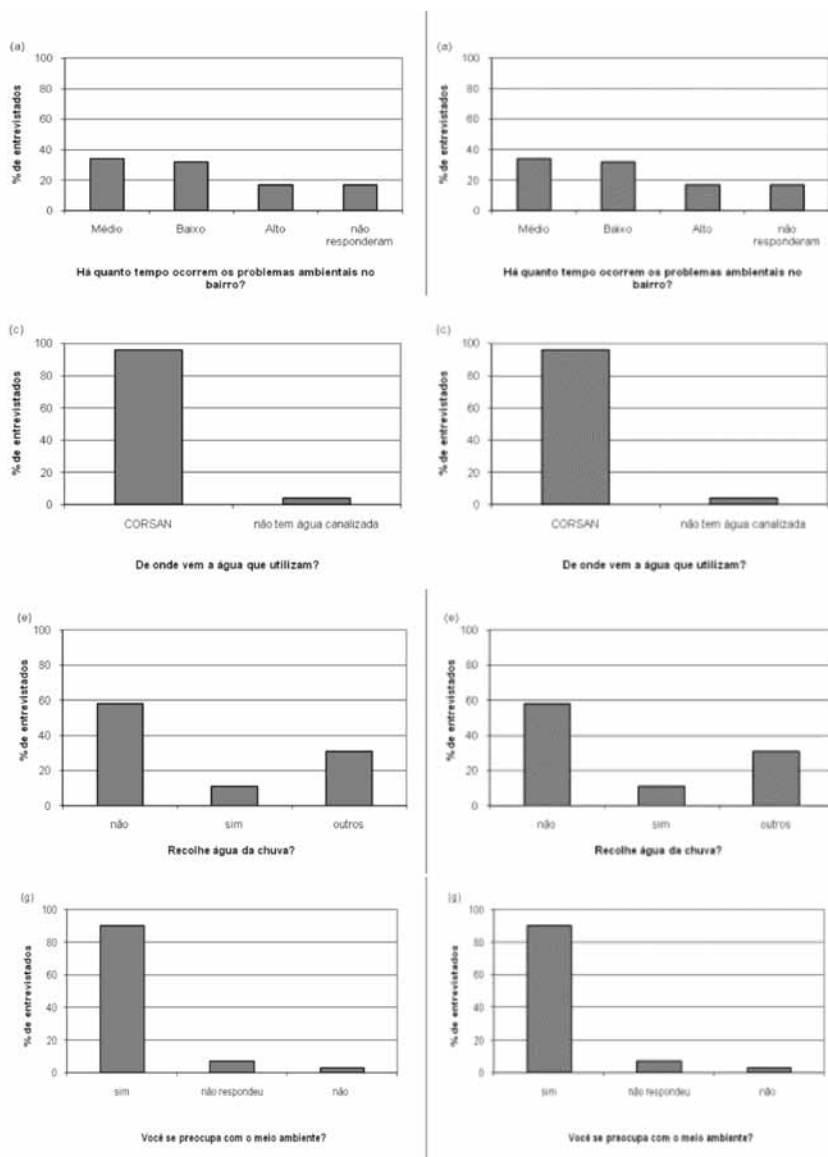 (a)
100
80
60
40
20
0
% de entrevistados
Médio Baixo Alto não
responderam
Há quanto tempo ocorrem os problemas ambientais no
bairro?
(a)
100
80
60
40
20
0
% de entrevistados
Médio Baixo Alto não
responderam
Há quanto tempo ocorrem os problemas ambientais no
bairro?
(c)
100
80
60
40
20
0
% de entrevistados
CORSAN não tem água canalizada
De onde vem a água que utilizam?
(c)
100
80
60
40
20
0
% de entrevistados
CORSAN não tem água canalizada
De onde vem a água que utilizam?
(e)
100
80
60
40
20
0
% de entrevistados
não sim outros
Recolhe água da chuva?
(e)
100
80
60
40
20
0
% de entrevistados
não sim outros
Recolhe água da chuva?
(g)
100
80
60
40
20
0
% de entrevistados
sim não respondeu não
Você se preocupa com o meio ambiente?
(g)
100
80
60
40
20
0
% de entrevistados
sim não respondeu não
Você se preocupa com o meio ambiente?